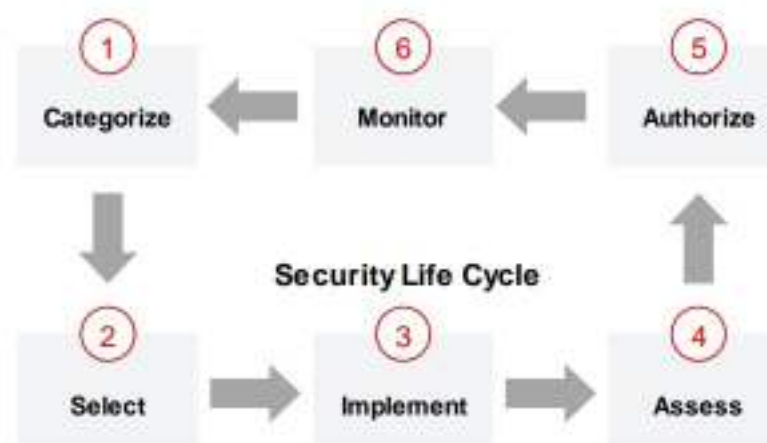 1
Categorize
6
Monitor
5
Authorize
Security Life Cycle
2
Select
3
Implement
4
Assess